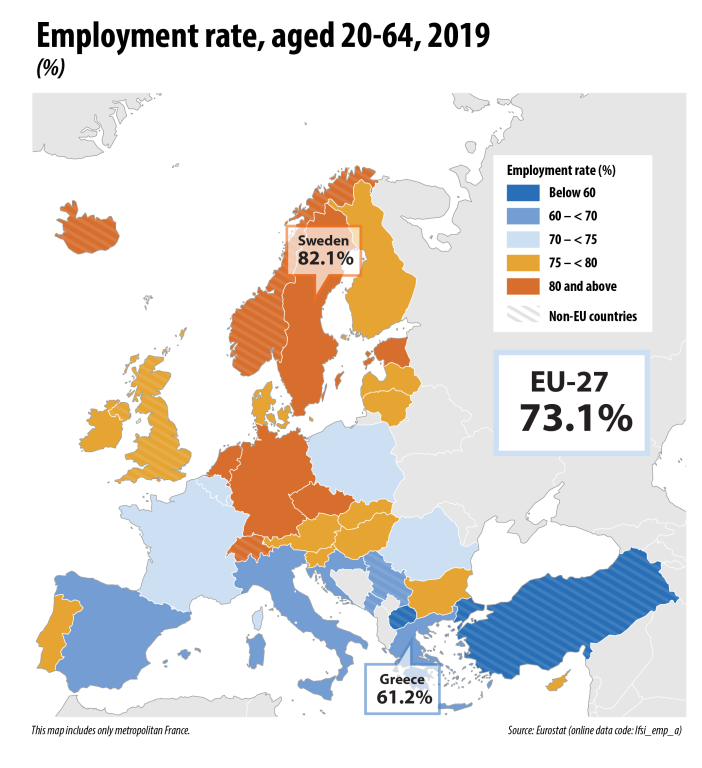 Employment rate, aged 20-64, 2019
(%)
Employment rate (%)
Below 60
60 – < 70
70 – < 75
75 – < 80
80 and above
Non-EU countries
Sweden
82.1%
EU-27
73.1%
Greece
61.2%
This map includes only metropolitan France.
Source: Eurostat (online data code: lfsi_emp_a)